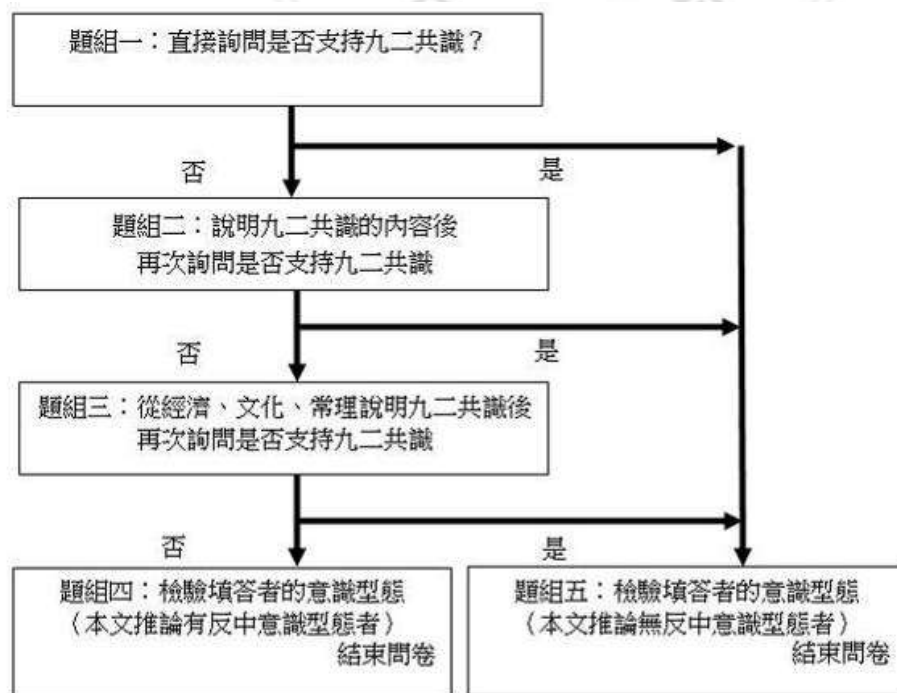 題組一：直接詢問是否支持九二共識？
否
是
題組二：說明九二共識的內容後
再次詢問是否支持九二共識
否
是
題組三：從經濟、文化、常理說明九二共識後
再次詢問是否支持九二共識
否
是
題組四：檢驗填答者的意識型態
（本文推論有反中意識型態者）
結束問卷
題組五：檢驗填答者的意識型態
（本文推論無反中意識型態者）
結束問卷